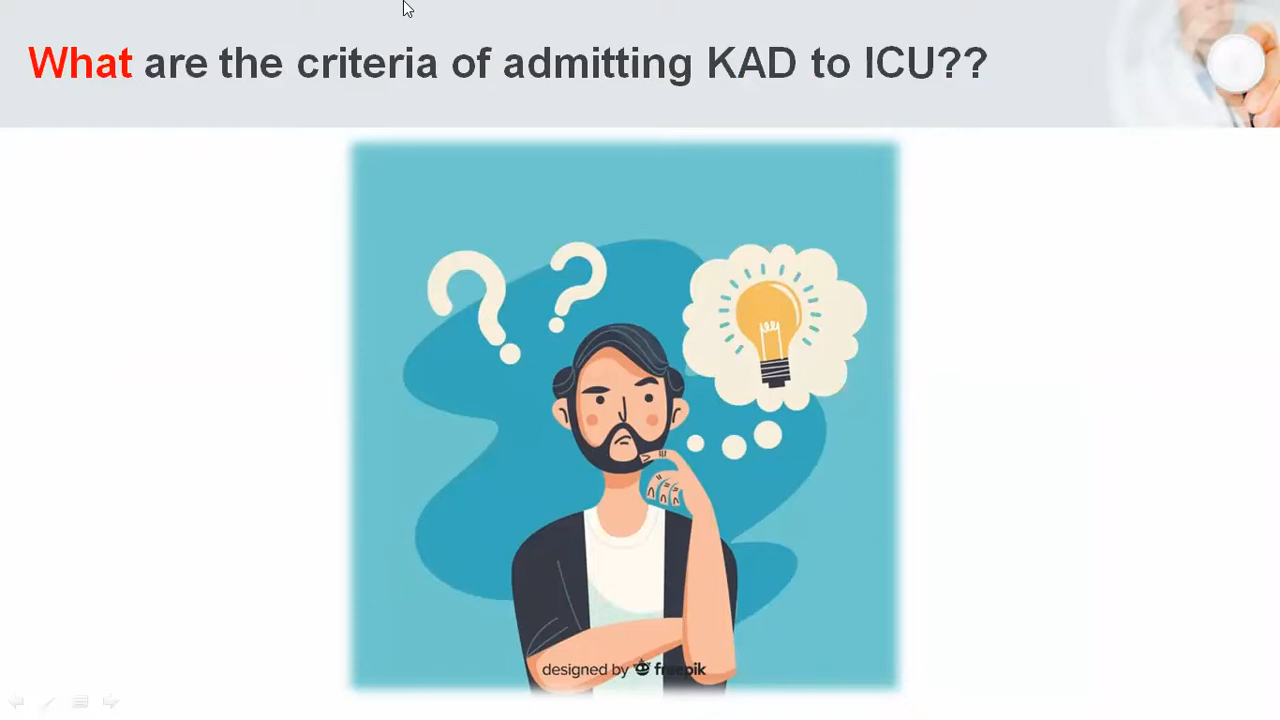 What are the criteria of admitting KAD to ICU??
designed by freepik